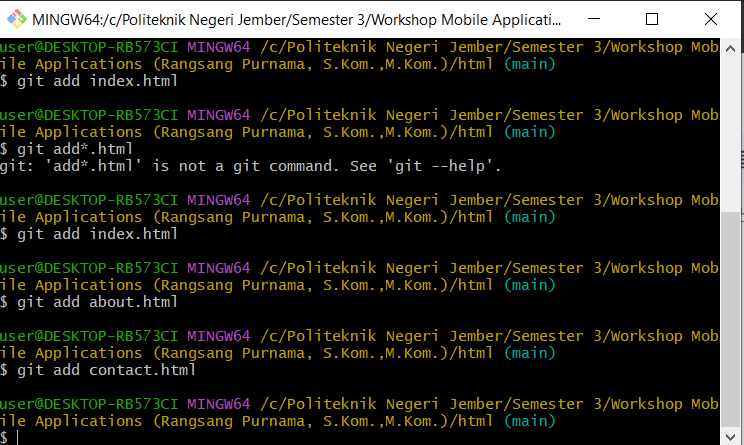 MINGW64:/c/Politeknik Negeri Jember/Semester 3/Workshop Mobile Applicati...
user@DESKTOP-RB573CI MINGW64 /c/Politeknik Negeri Jember/Semester 3/Workshop Mob
ile Applications (Rangsang Purnama, S.Kom.,M.Kom.)/html (main)
$ git add index.html
user@DESKTOP-RB573CI MINGW64 /c/Politeknik Negeri Jember/Semester 3/Workshop Mob
ile Applications (Rangsang Purnama, S.Kom.,M.Kom.)/html (main)
$ git add*.html
git: 'add*.html' is not a git command. See 'git --help'.
user@DESKTOP-RB573CI MINGW64 /c/Politeknik Negeri Jember/Semester 3/Workshop Mob
ile Applications (Rangsang Purnama, S.Kom.,M.Kom.)/html (main)
$ git add index.html
user@DESKTOP-RB573CI MINGW64 /c/Politeknik Negeri Jember/Semester 3/Workshop Mob
ile Applications (Rangsang Purnama, S.Kom.,M.Kom.)/html (main)
$ git add about.html
user@DESKTOP-RB573CI MINGW64 /c/Politeknik Negeri Jember/Semester 3/Workshop Mob
ile Applications (Rangsang Purnama, S.Kom.,M.Kom.)/html (main)
$ git add contact.html
user@DESKTOP-RB573CI MINGW64 /c/Politeknik Negeri Jember/Semester 3/Workshop Mob
ile Applications (Rangsang Purnama, S.Kom.,M.Kom.)/html (main)
$